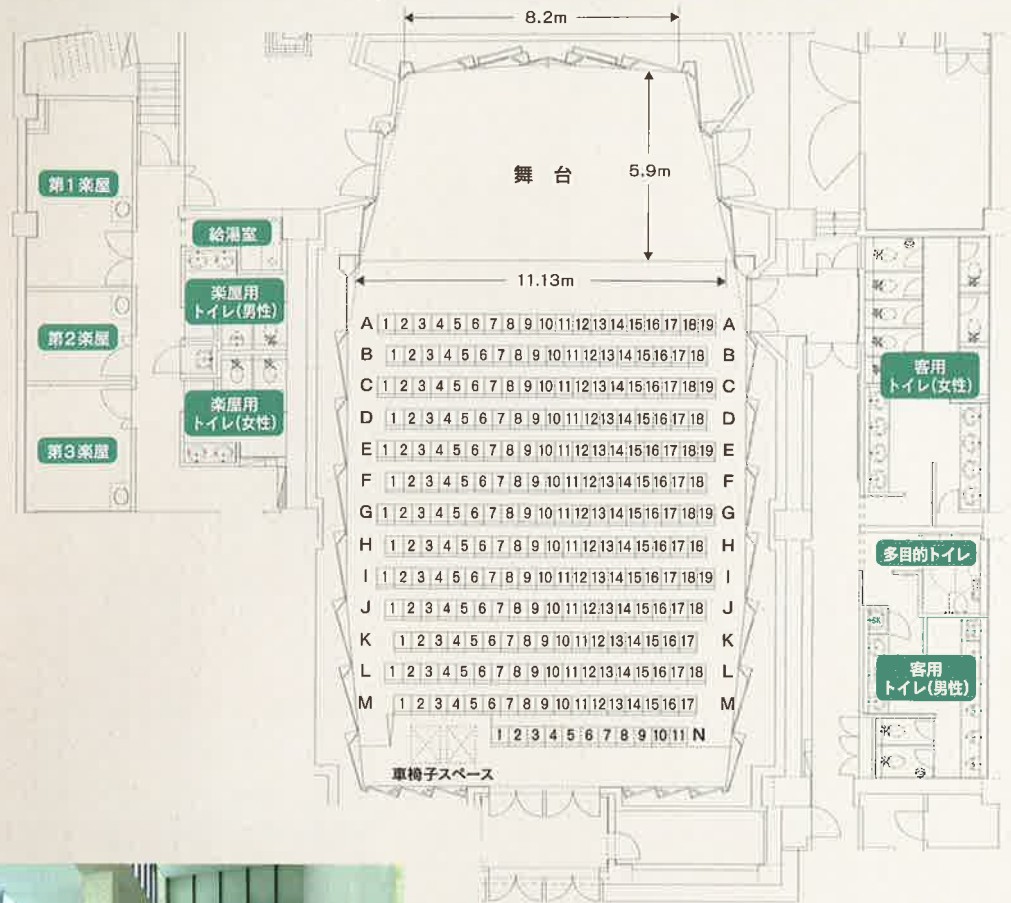 8.2m
舞台
5.9m
11.13m
第1楽屋
給湯室
楽屋用
トイレ(男性)
第2楽屋
楽屋用
トイレ(女性)
第3楽屋
A 1 2 3 4 5 6 7 8 9 10 11 12 13 14 15 16 17 18 19 A
B 1 2 3 4 5 6 7 8 9 10 11 12 13 14 15 16 17 18 B
C 1 2 3 4 5 6 7 8 9 10 11 12 13 14 15 16 17 18 19 C
D 1 2 3 4 5 6 7 8 9 10 11 12 13 14 15 16 17 18 D
E 1 2 3 4 5 6 7 8 9 10 11 12 13 14 15 16 17 18 19 E
F 1 2 3 4 5 6 7 8 9 10 11 12 13 14 15 16 17 18 F
G 1 2 3 4 5 6 7 8 9 10 11 12 13 14 15 16 17 18 19 G
H 1 2 3 4 5 6 7 8 9 10 11 12 13 14 15 16 17 18 H
I 1 2 3 4 5 6 7 8 9 10 11 12 13 14 15 16 17 18 19 I
J 1 2 3 4 5 6 7 8 9 10 11 12 13 14 15 16 17 18 J
K 1 2 3 4 5 6 7 8 9 10 11 12 13 14 15 16 17 K
L 1 2 3 4 5 6 7 8 9 10 11 12 13 14 15 16 17 18 L
M 1 2 3 4 5 6 7 8 9 10 11 12 13 14 15 16 17 M
1 2 3 4 5 6 7 8 9 10 11 N
車椅子スペース
客用
トイレ(女性)
多目的トイレ
客用
トイレ(男性)